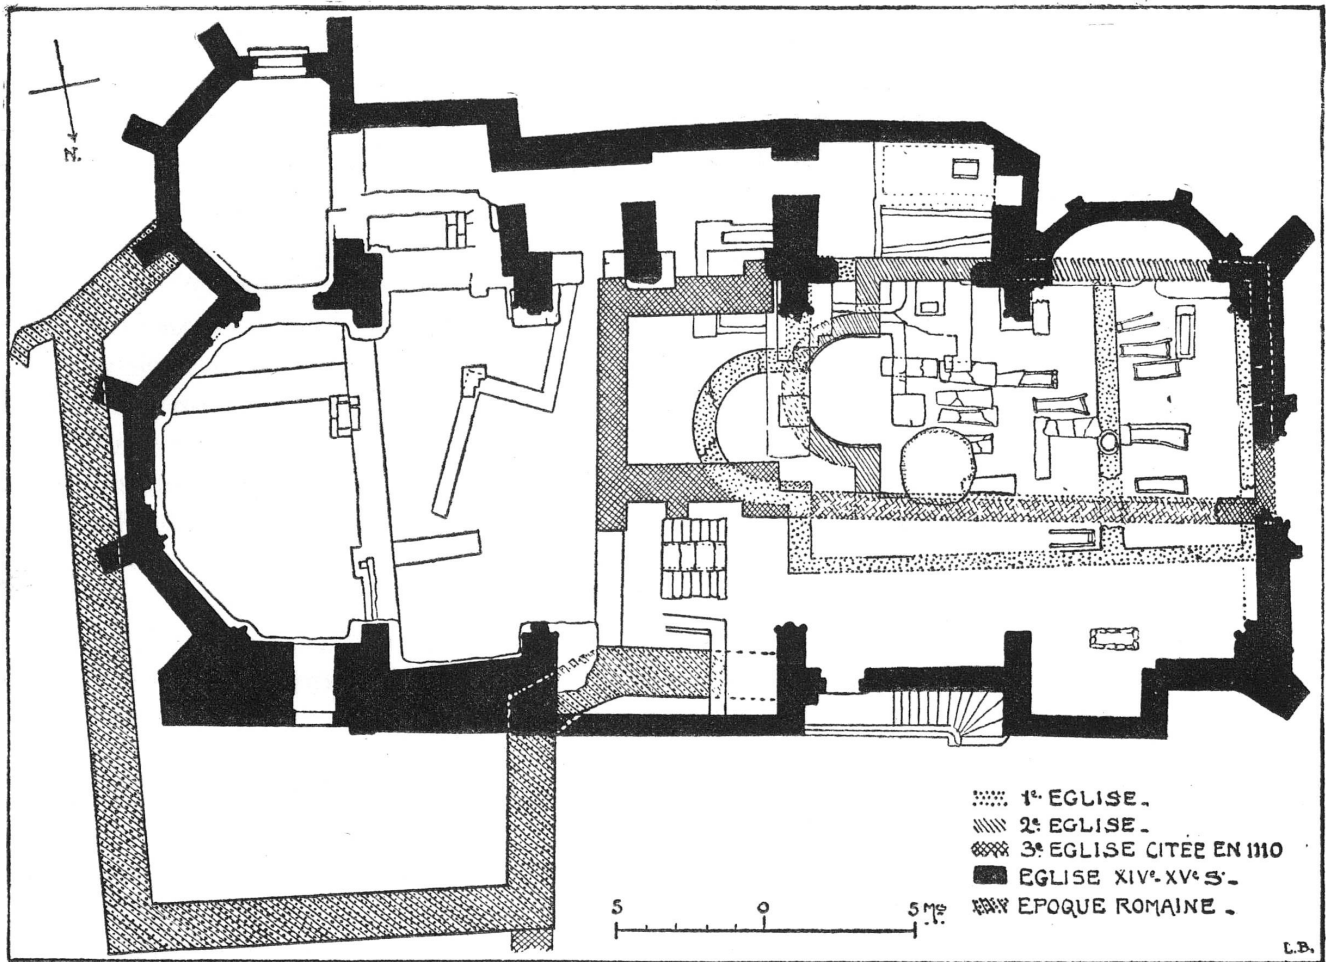 N.
1e. EGLISE.
2e. EGLISE.
3e. EGLISE CITÉE EN 1110
EGLISE XIVe-XVe S.
EPOQUE ROMAINE.
5 0 5 Mes
L.B.